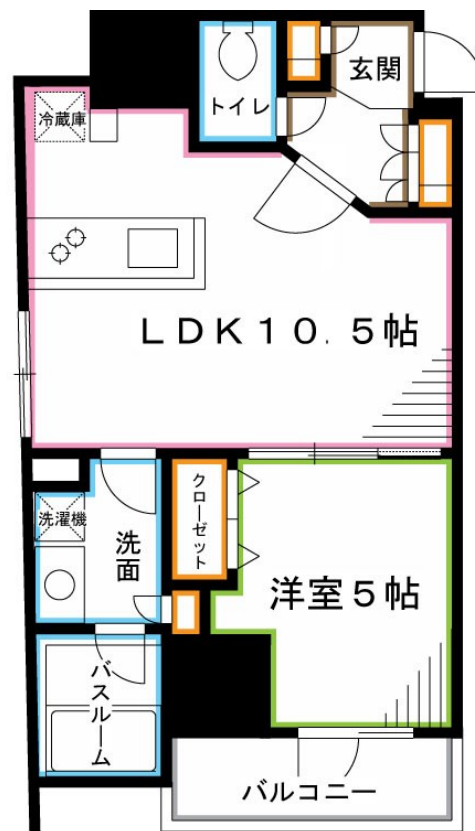 トイレ
玄関
冷蔵庫
LDK10.5帖
クローゼット
洗濯機
洗面
洋室5帖
バスルーム
バルコニー